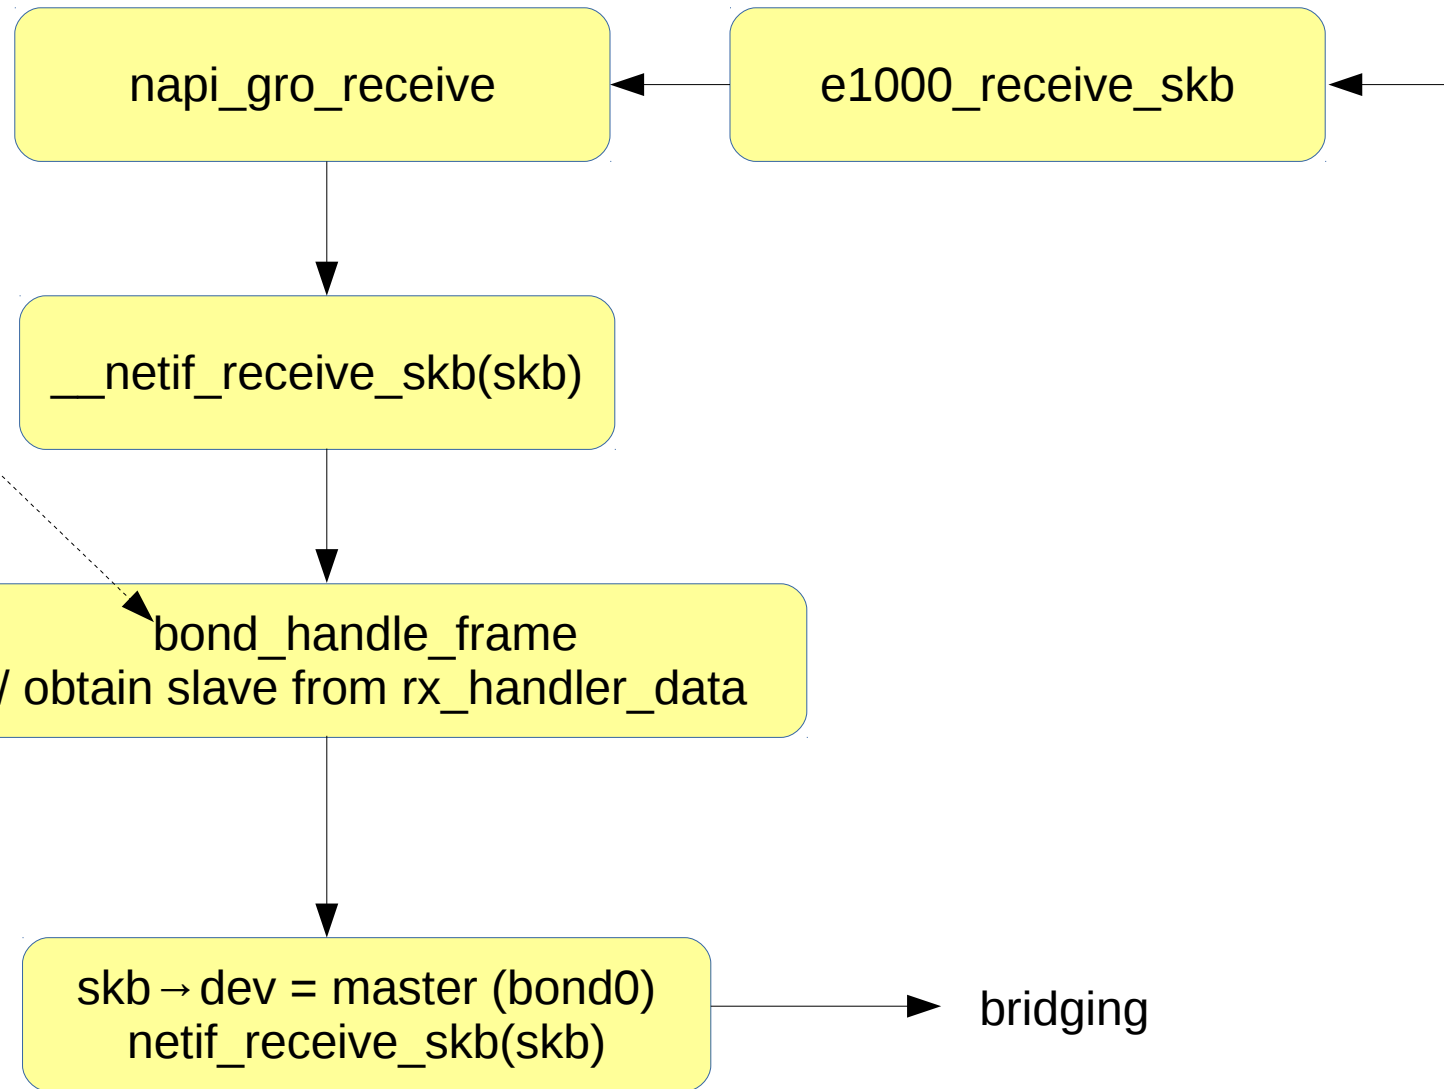 napi_gro_receive
e1000_receive_skb
__netif_receive_skb(skb)
bond_handle_frame
/ obtain slave from rx_handler_data
skb→dev = master (bond0)
netif_receive_skb(skb)
bridging